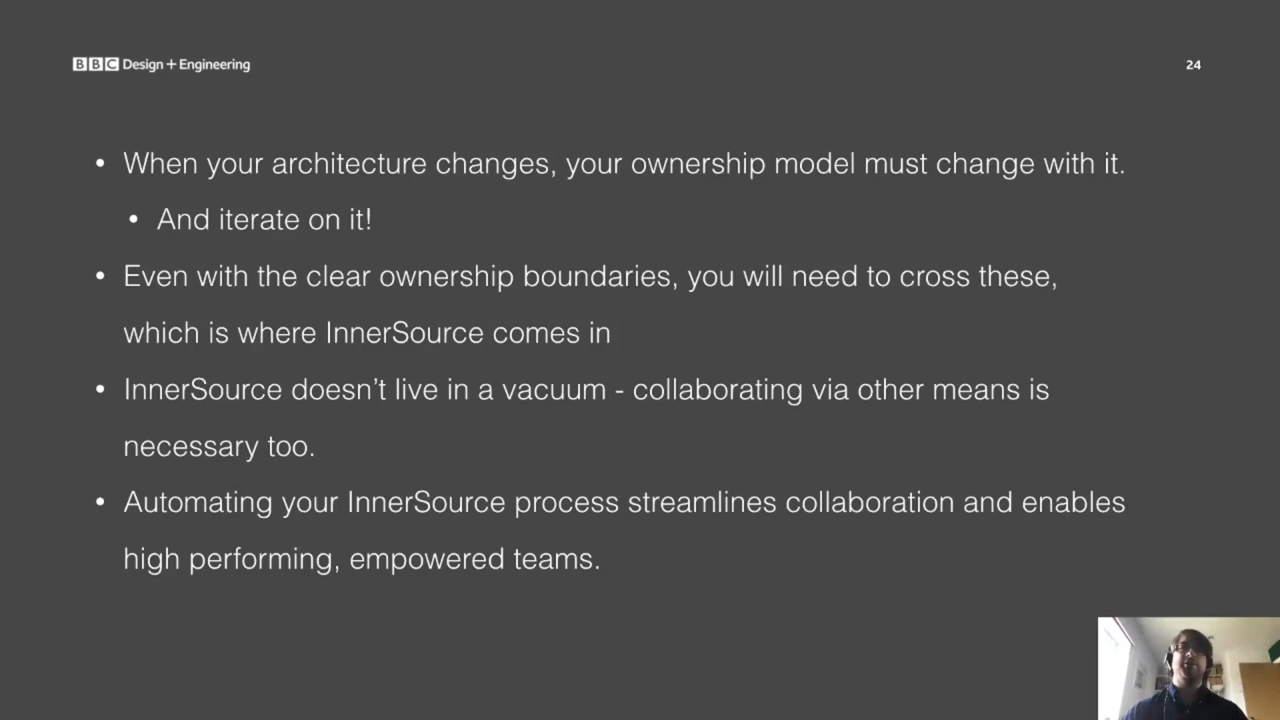 BBC Design + Engineering
24
• When your architecture changes, your ownership model must change with it.
• And iterate on it!
• Even with the clear ownership boundaries, you will need to cross these,
which is where InnerSource comes in
• InnerSource doesn’t live in a vacuum - collaborating via other means is
necessary too.
• Automating your InnerSource process streamlines collaboration and enables
high performing, empowered teams.